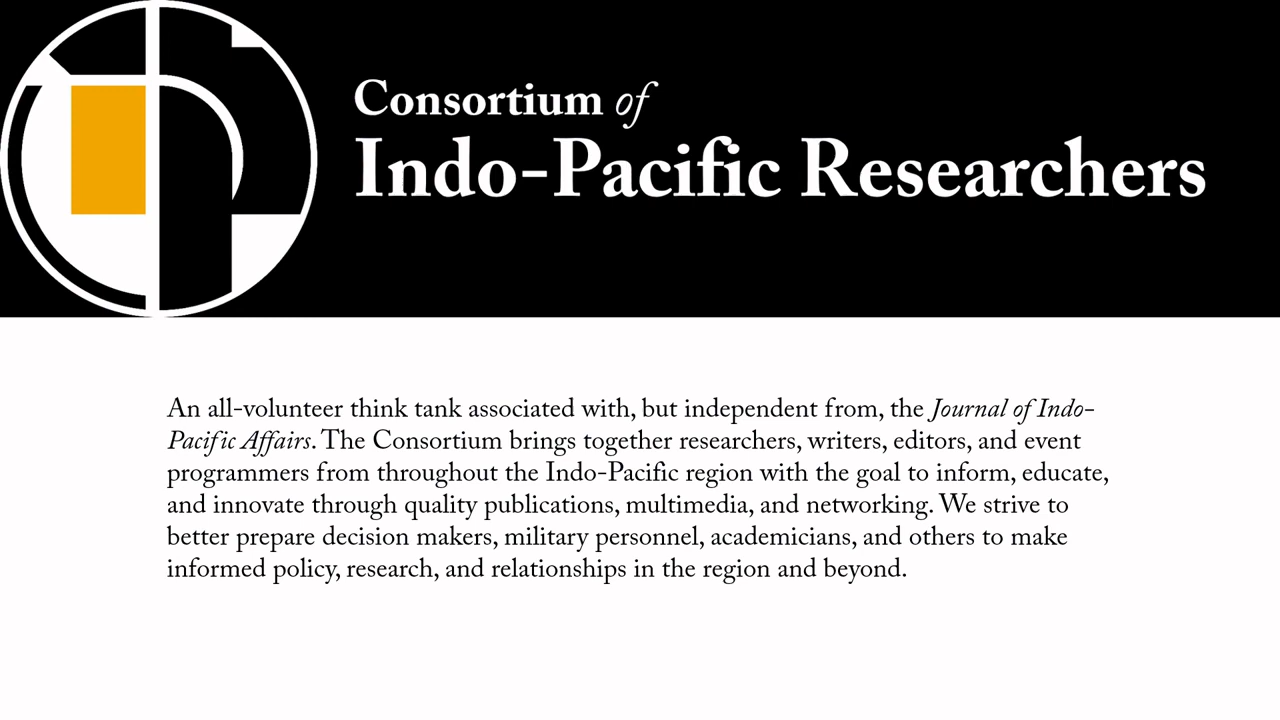 Consortium of
Indo-Pacific Researchers
An all-volunteer think tank associated with, but independent from, the Journal of Indo-
Pacific Affairs. The Consortium brings together researchers, writers, editors, and event
programmers from throughout the Indo-Pacific region with the goal to inform, educate,
and innovate through quality publications, multimedia, and networking. We strive to
better prepare decision makers, military personnel, academicians, and others to make
informed policy, research, and relationships in the region and beyond.